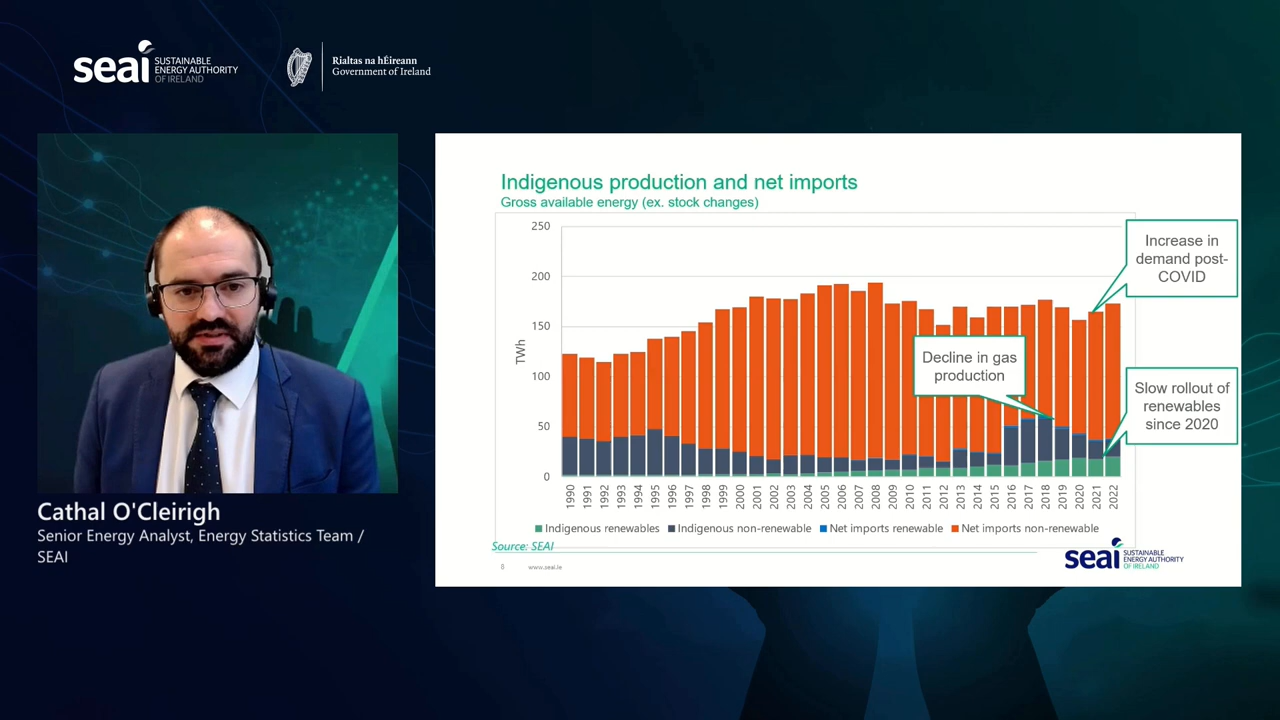 seai
SUSTAINABLE
ENERGY AUTHORITY
OF IRELAND
Rialtas na hÉireann
Government of Ireland
Cathal O'Cleirigh
Senior Energy Analyst, Energy Statistics Team /
SEAI
Indigenous production and net imports
Gross available energy (ex. stock changes)
250
200
150
100
50
0
TWh
1990 1991 1992 1993 1994 1995 1996 1997 1998 1999 2000 2001 2002 2003 2004 2005 2006 2007 2008 2009 2010 2011 2012 2013 2014 2015 2016 2017 2018 2019 2020 2021 2022
Increase in
demand post-
COVID
Decline in gas
production
Slow rollout of
renewables
since 2020
Indigenous renewables Indigenous non-renewable Net imports renewable Net imports non-renewable
Source: SEAI
0 www.seai.ie
seai
SUSTAINABLE
ENERGY AUTHORITY
OF IRELAND